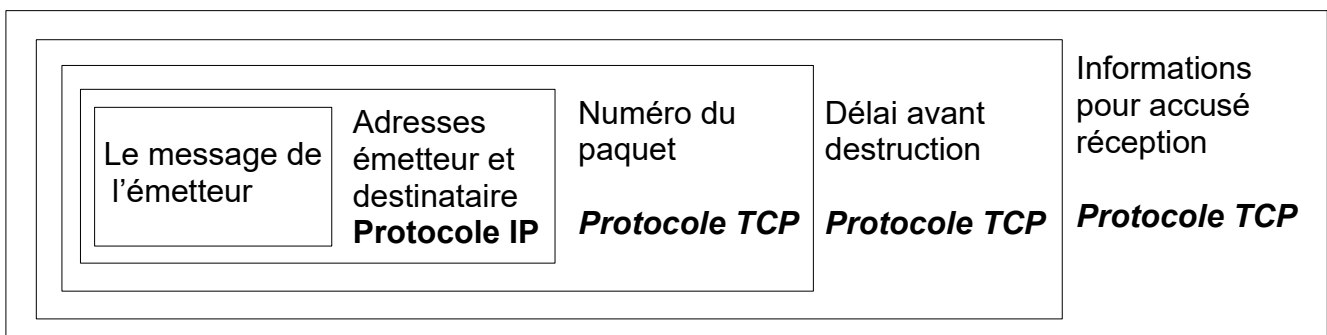 Le message de
l’émetteur
Adresses
émetteur et
destinataire
Protocole IP
Numéro du
paquet
Protocole TCP
Délai avant
destruction
Protocole TCP
Informations
pour accusé
réception
Protocole TCP